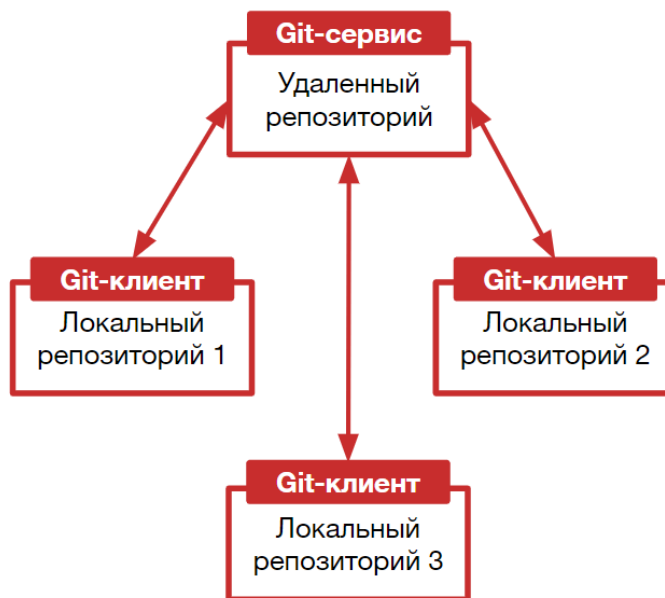 Git-сервис
Удаленный
репозиторий
Git-клиент
Локальный
репозиторий 1
Git-клиент
Локальный
репозиторий 2
Git-клиент
Локальный
репозиторий 3